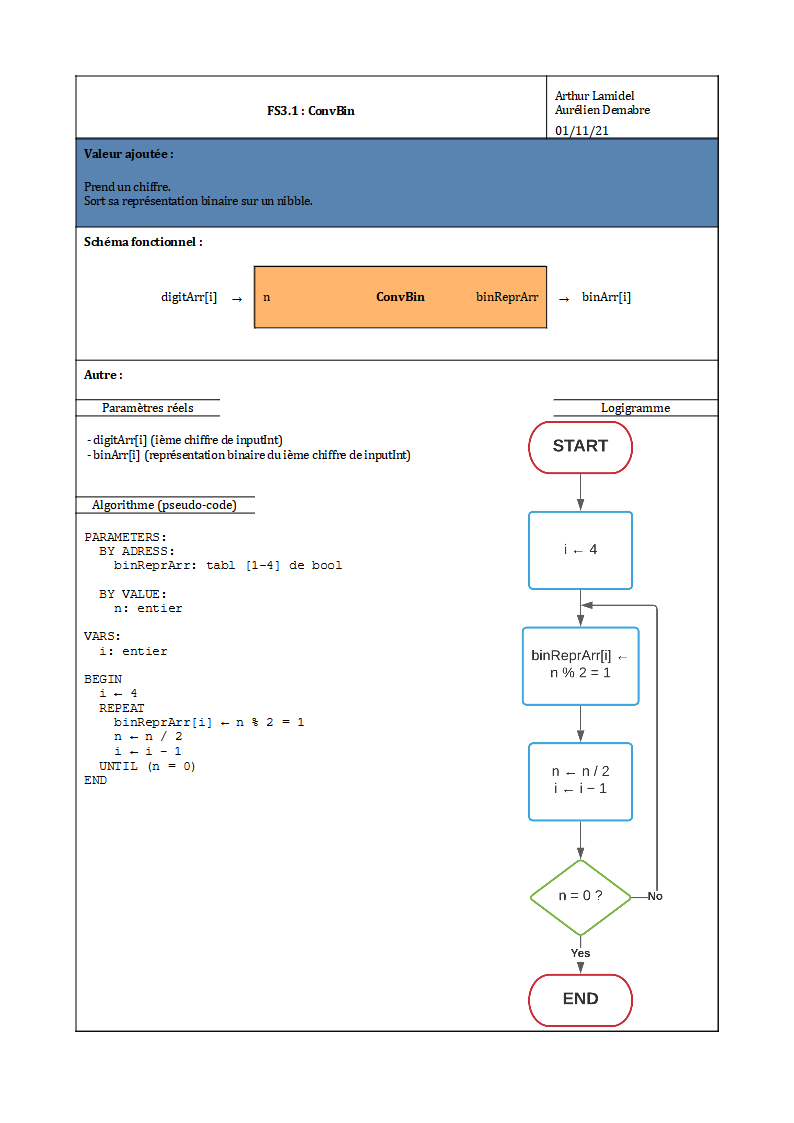 FS3.1 : ConvBin
Arthur Lamidel
Aurélien Demabre
01/11/21
Valeur ajoutée :
Prend un chiffre.
Sort sa représentation binaire sur un nibble.
Schéma fonctionnel :
digitArr[i] → n ConvBin binReprArr → binArr[i]
Autre :
Paramètres réels
- digitArr[i] (ième chiffre de inputInt)
- binArr[i] (représentation binaire du ième chiffre de inputInt)
Algorithme (pseudo-code)
PARAMETERS:
BY ADRESS:
binReprArr: tabl [1-4] de bool
BY VALUE:
n: entier
VARS:
i: entier
BEGIN
i ← 4
REPEAT
binReprArr[i] ← n % 2 = 1
n ← n / 2
i ← i - 1
UNTIL (n = 0)
END
Logigramme
START
i ← 4
binReprArr[i] ←
n % 2 = 1
n ← n / 2
i ← i − 1
n = 0 ?
No
Yes
END